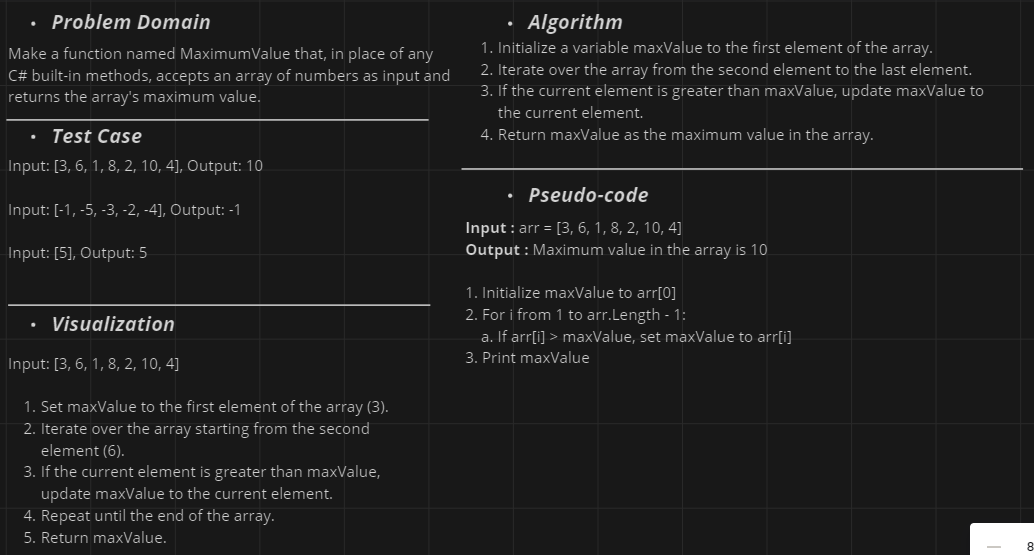 • Problem Domain
Make a function named MaximumValue that, in place of any
C# built-in methods, accepts an array of numbers as input and
returns the array's maximum value.
• Test Case
Input: [3, 6, 1, 8, 2, 10, 4], Output: 10
Input: [-1, -5, -3, -2, -4], Output: -1
Input: [5], Output: 5
• Visualization
Input: [3, 6, 1, 8, 2, 10, 4]
1. Set maxValue to the first element of the array (3).
2. Iterate over the array starting from the second
element (6).
3. If the current element is greater than maxValue,
update maxValue to the current element.
4. Repeat until the end of the array.
5. Return maxValue.
• Algorithm
1. Initialize a variable maxValue to the first element of the array.
2. Iterate over the array from the second element to the last element.
3. If the current element is greater than maxValue, update maxValue to
the current element.
4. Return maxValue as the maximum value in the array.
• Pseudo-code
Input : arr = [3, 6, 1, 8, 2, 10, 4]
Output : Maximum value in the array is 10
1. Initialize maxValue to arr[0]
2. For i from 1 to arr.Length - 1:
a. If arr[i] > maxValue, set maxValue to arr[i]
3. Print maxValue
— 8